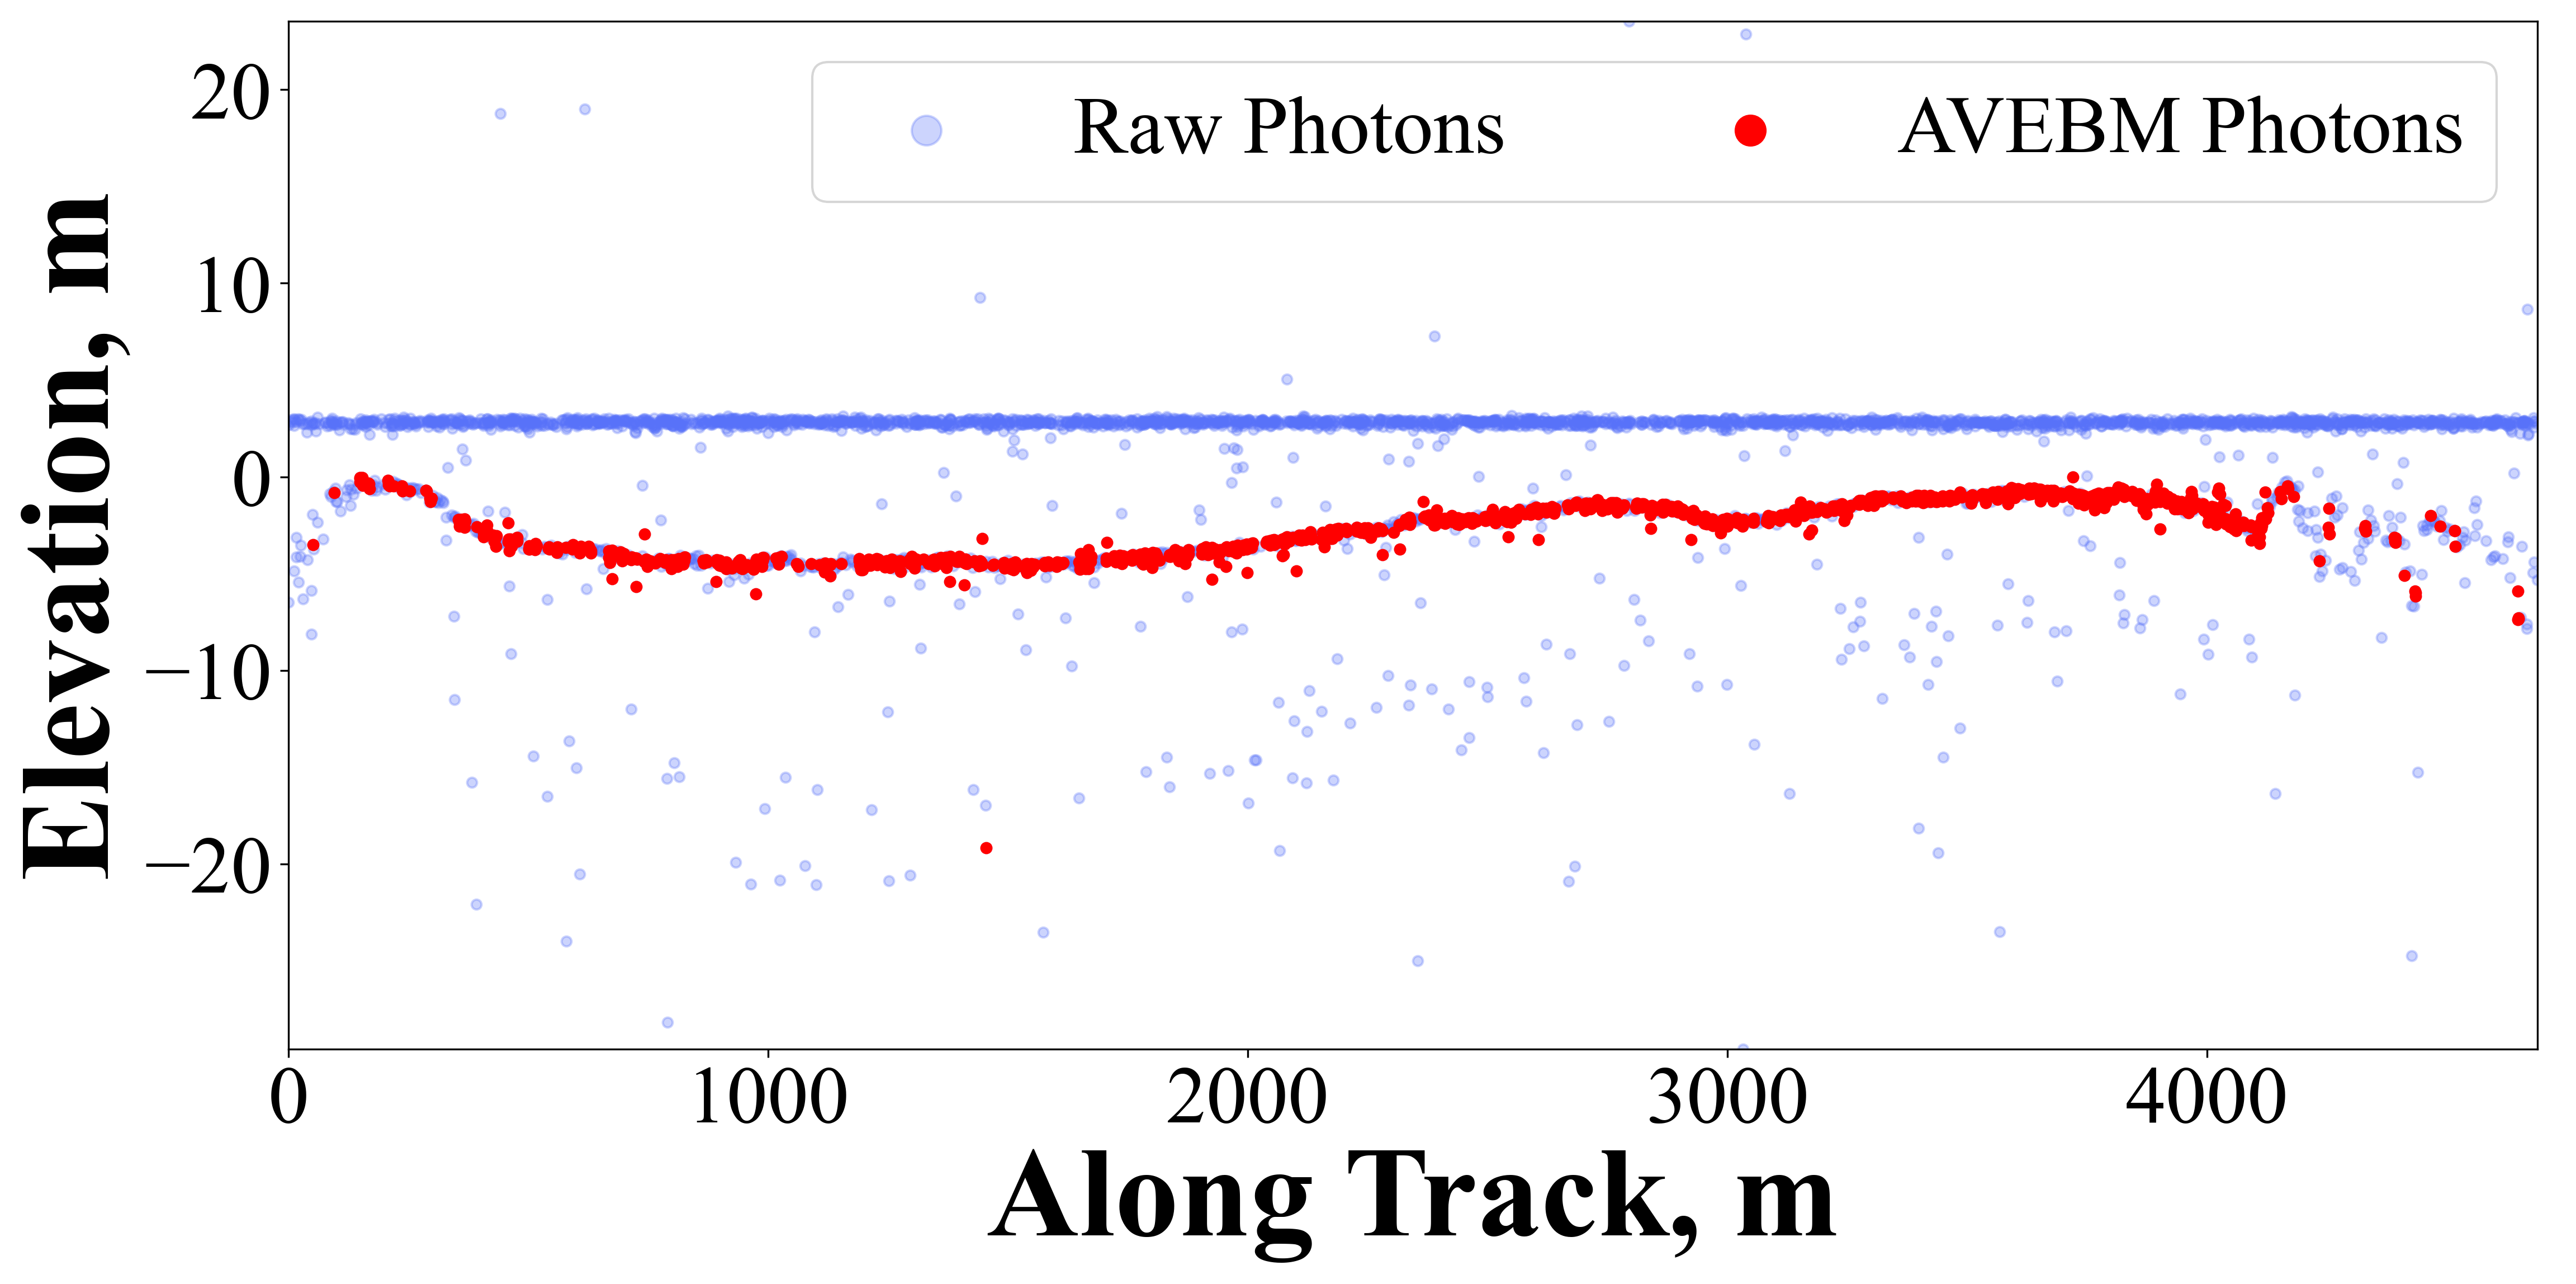 Raw Photons
AVEBM Photons
Elevation, m
20
10
0
−10
−20
0
1000
2000
3000
4000
Along Track, m